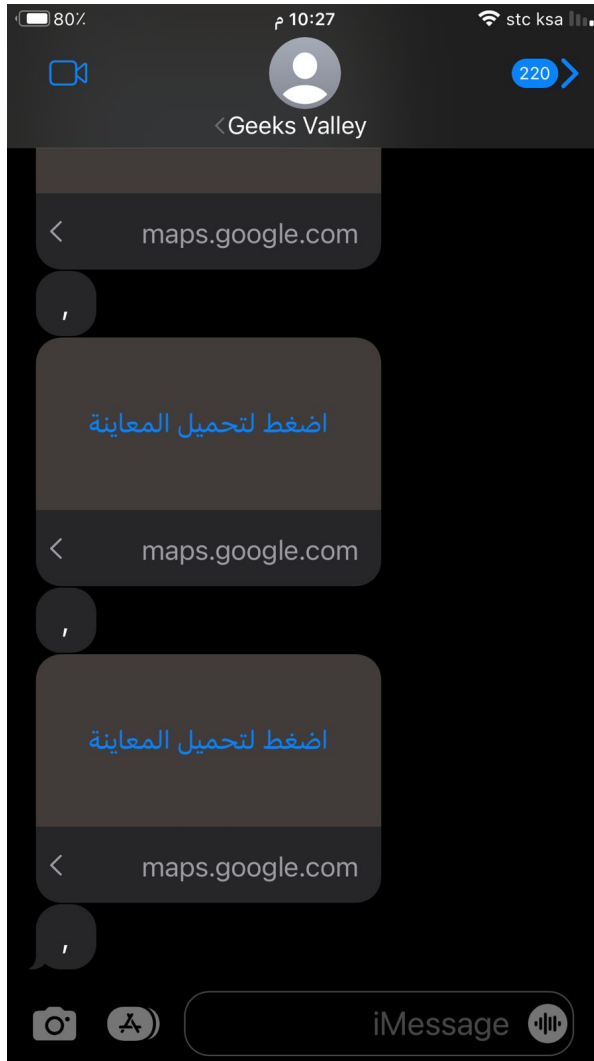 80٪ 10:27 م stc ksa
220
Geeks Valley
maps.google.com
,
اضغط لتحميل المعاينة
maps.google.com
,
اضغط لتحميل المعاينة
maps.google.com
,
iMessage